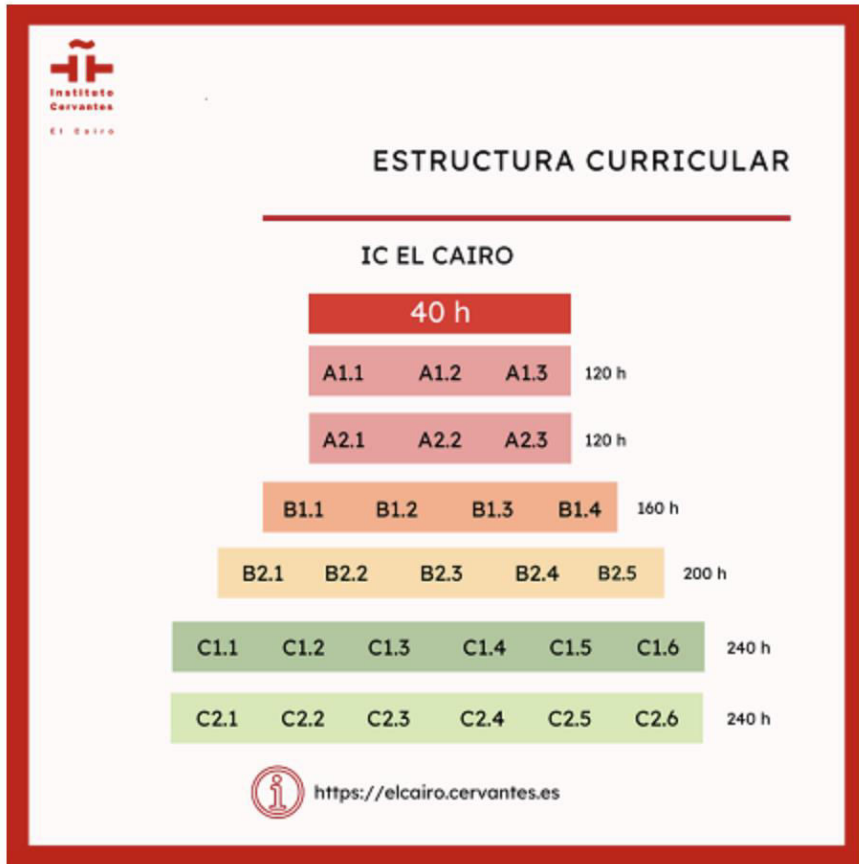 Instituto
Cervantes
El Cairo
ESTRUCTURA CURRICULAR
IC EL CAIRO
40 h
A1.1 A1.2 A1.3 120 h
A2.1 A2.2 A2.3 120 h
B1.1 B1.2 B1.3 B1.4 160 h
B2.1 B2.2 B2.3 B2.4 B2.5 200 h
C1.1 C1.2 C1.3 C1.4 C1.5 C1.6 240 h
C2.1 C2.2 C2.3 C2.4 C2.5 C2.6 240 h
https://elcairo.cervantes.es